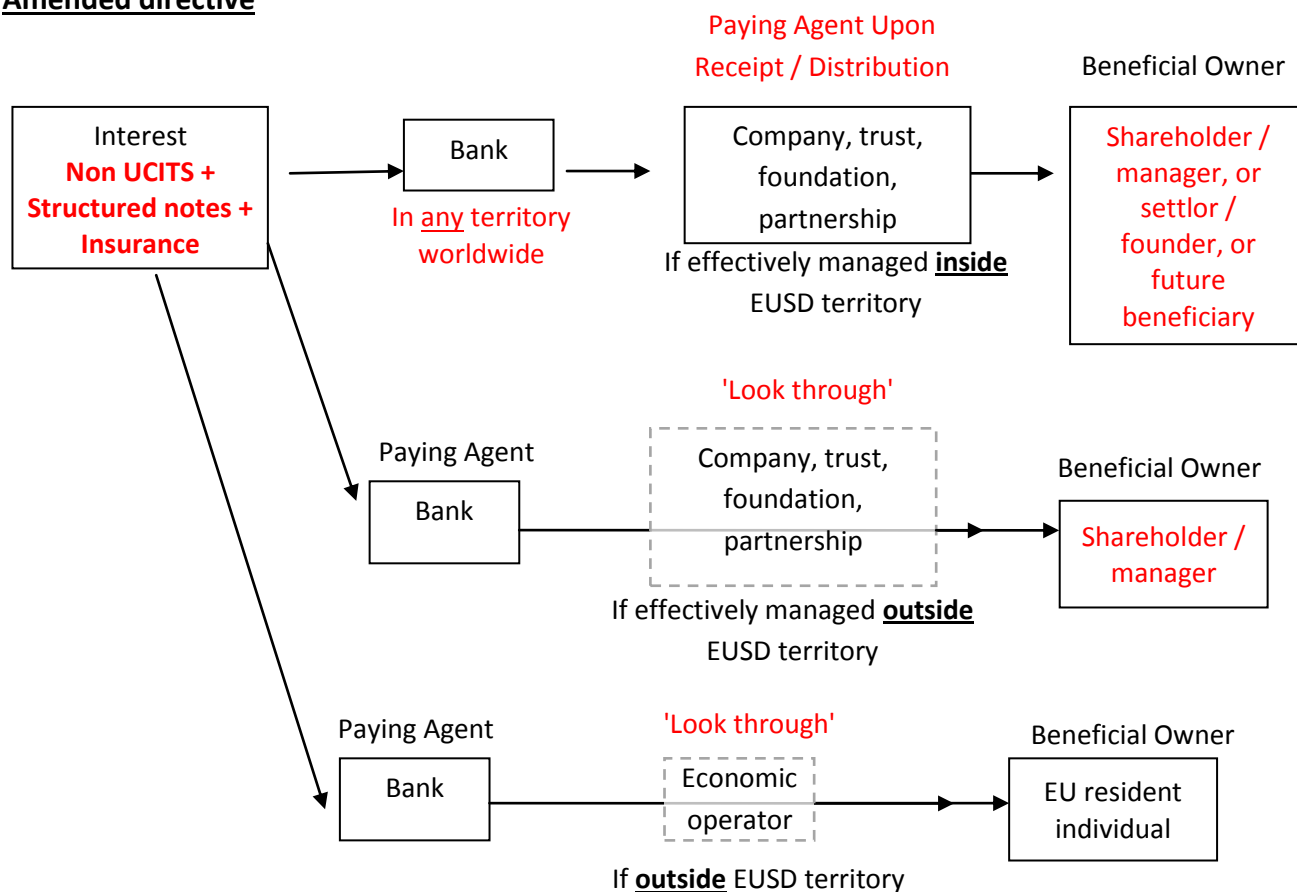 Amended directive
Paying Agent Upon
Receipt / Distribution
Beneficial Owner
Interest
Non UCITS +
Structured notes +
Insurance
Bank
In any territory
worldwide
Company, trust,
foundation,
partnership
If effectively managed inside
EUSD territory
Shareholder /
manager, or
settlor /
founder, or
future
beneficiary
'Look through'
Paying Agent
Bank
Company, trust,
foundation,
partnership
If effectively managed outside
EUSD territory
Beneficial Owner
Shareholder /
manager
Paying Agent
Bank
'Look through'
Economic
operator
If outside EUSD territory
Beneficial Owner
EU resident
individual